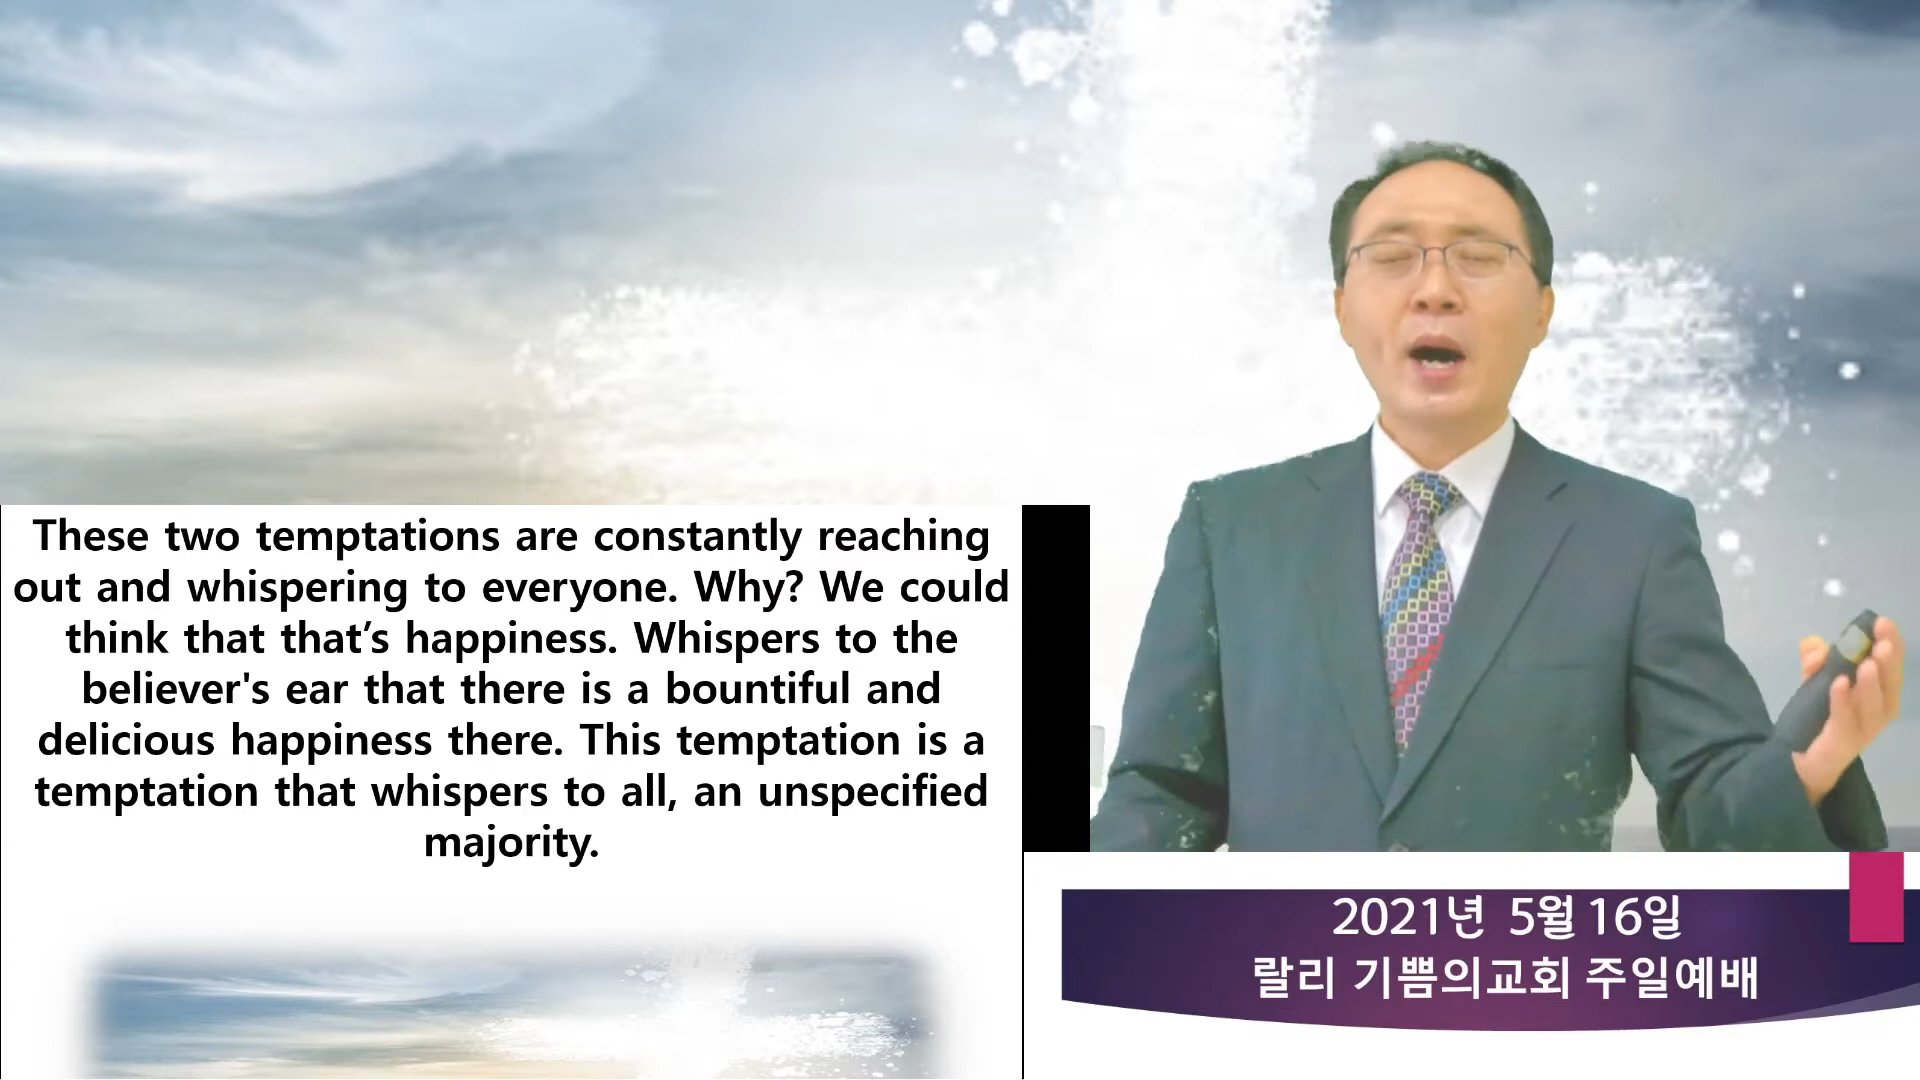 These two temptations are constantly reaching
out and whispering to everyone. Why? We could
think that that’s happiness. Whispers to the
believer's ear that there is a bountiful and
delicious happiness there. This temptation is a
temptation that whispers to all, an unspecified
majority.
2021년 5월 16일
랄리 기쁨의교회 주일예배